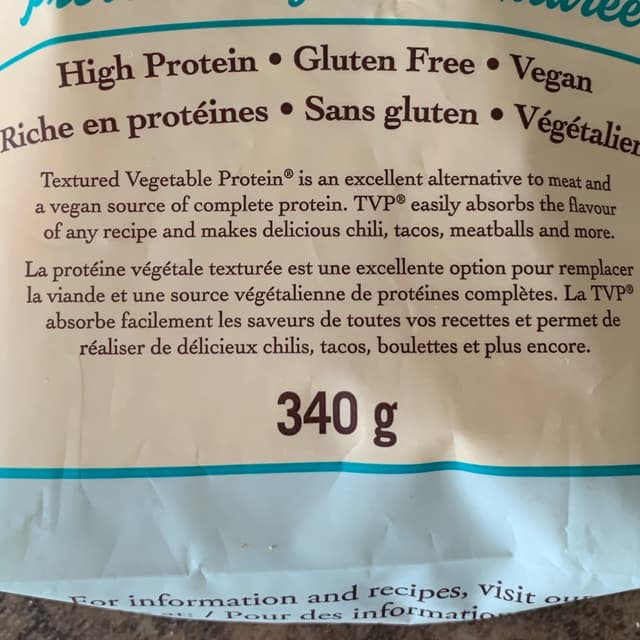 High Protein • Gluten Free • Vegan
Riche en protéines • Sans gluten • Végétalien
Textured Vegetable Protein® is an excellent alternative to meat and
a vegan source of complete protein. TVP® easily absorbs the flavour
of any recipe and makes delicious chili, tacos, meatballs and more.
La protéine végétale texturée est une excellente option pour remplacer
la viande et une source végétalienne de protéines complètes. La TVP®
absorbe facilement les saveurs de toutes vos recettes et permet de
réaliser de délicieux chilis, tacos, boulettes et plus encore.
340 g
For information and recipes, visit
/ Pour des